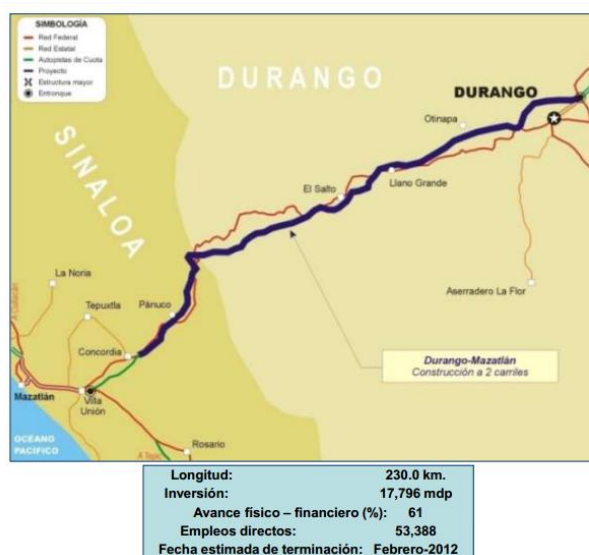 SIMBOLOGÍA
Red Federal
Red Estatal
Autopistas de Cuota
Proyecto
Estructura mayor
Entronque
DURANGO
DURANGO
Otinapa
SINALOA
El Salto
Llano Grande
La Noria
Aserradero La Flor
A Culiacán
Tepuxtla
Pánuco
Concordia
Durango-Mazatlán
Construcción a 2 carriles
Mazatlán
Villa
Unión
OCEANO
PACÍFICO
Rosario
A Tepic
Longitud: 230.0 km.
Inversión: 17,796 mdp
Avance físico – financiero (%): 61
Empleos directos: 53,388
Fecha estimada de terminación: Febrero-2012